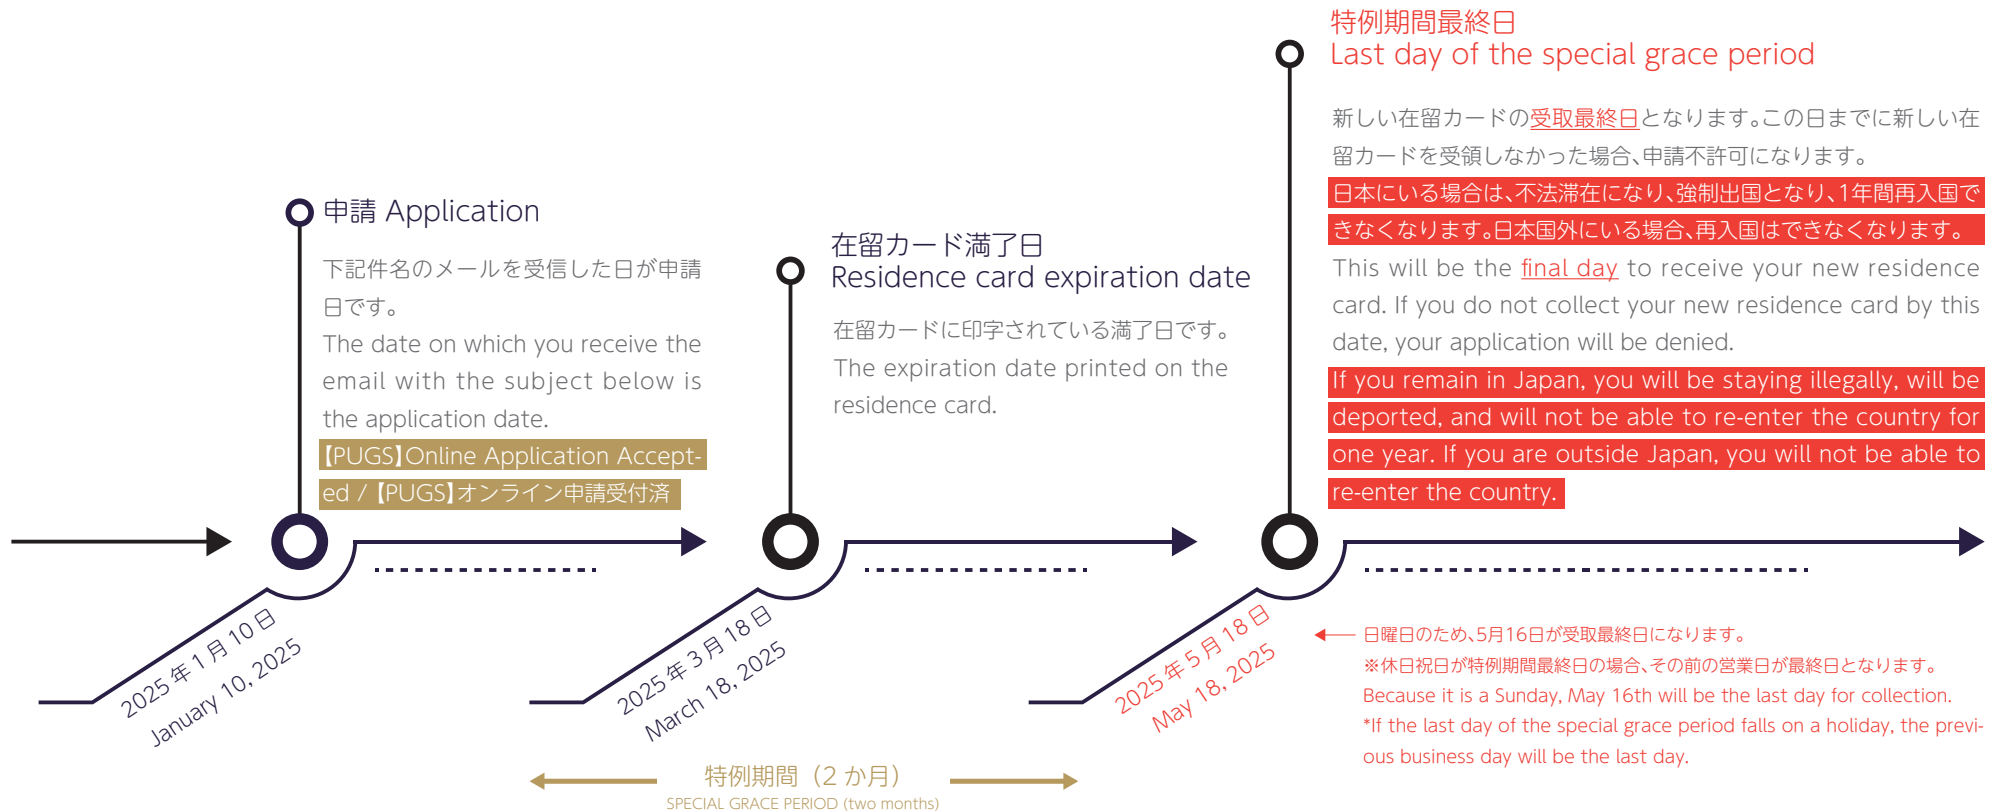 申請 Application
下記件名のメールを受信した日が申請
日です。
The date on which you receive the
email with the subject below is
the application date.
【PUGS】Online Application Accept-
ed / 【PUGS】オンライン申請受付済
2025年1月10日
January 10, 2025
在留カード満了日
Residence card expiration date
在留カードに印字されている満了日です。
The expiration date printed on the
residence card.
2025年3月18日
March 18, 2025
特例期間最終日
Last day of the special grace period
新しい在留カードの受取最終日となります。この日までに新しい在
留カードを受領しなかった場合、申請不許可になります。
日本にいる場合は、不法滞在になり、強制出国となり、1年間再入国で
きなくなります。日本国外にいる場合、再入国はできなくなります。
This will be the final day to receive your new residence
card. If you do not collect your new residence card by this
date, your application will be denied.
If you remain in Japan, you will be staying illegally, will be
deported, and will not be able to re-enter the country for
one year. If you are outside Japan, you will not be able to
re-enter the country.
2025年5月18日
May 18, 2025
日曜日のため、5月16日が受取最終日になります。
※休日祝日が特例期間最終日の場合、その前の営業日が最終日となります。
Because it is a Sunday, May 16th will be the last day for collection.
*If the last day of the special grace period falls on a holiday, the previ-
ous business day will be the last day.
特例期間（2か月）
SPECIAL GRACE PERIOD (two months)